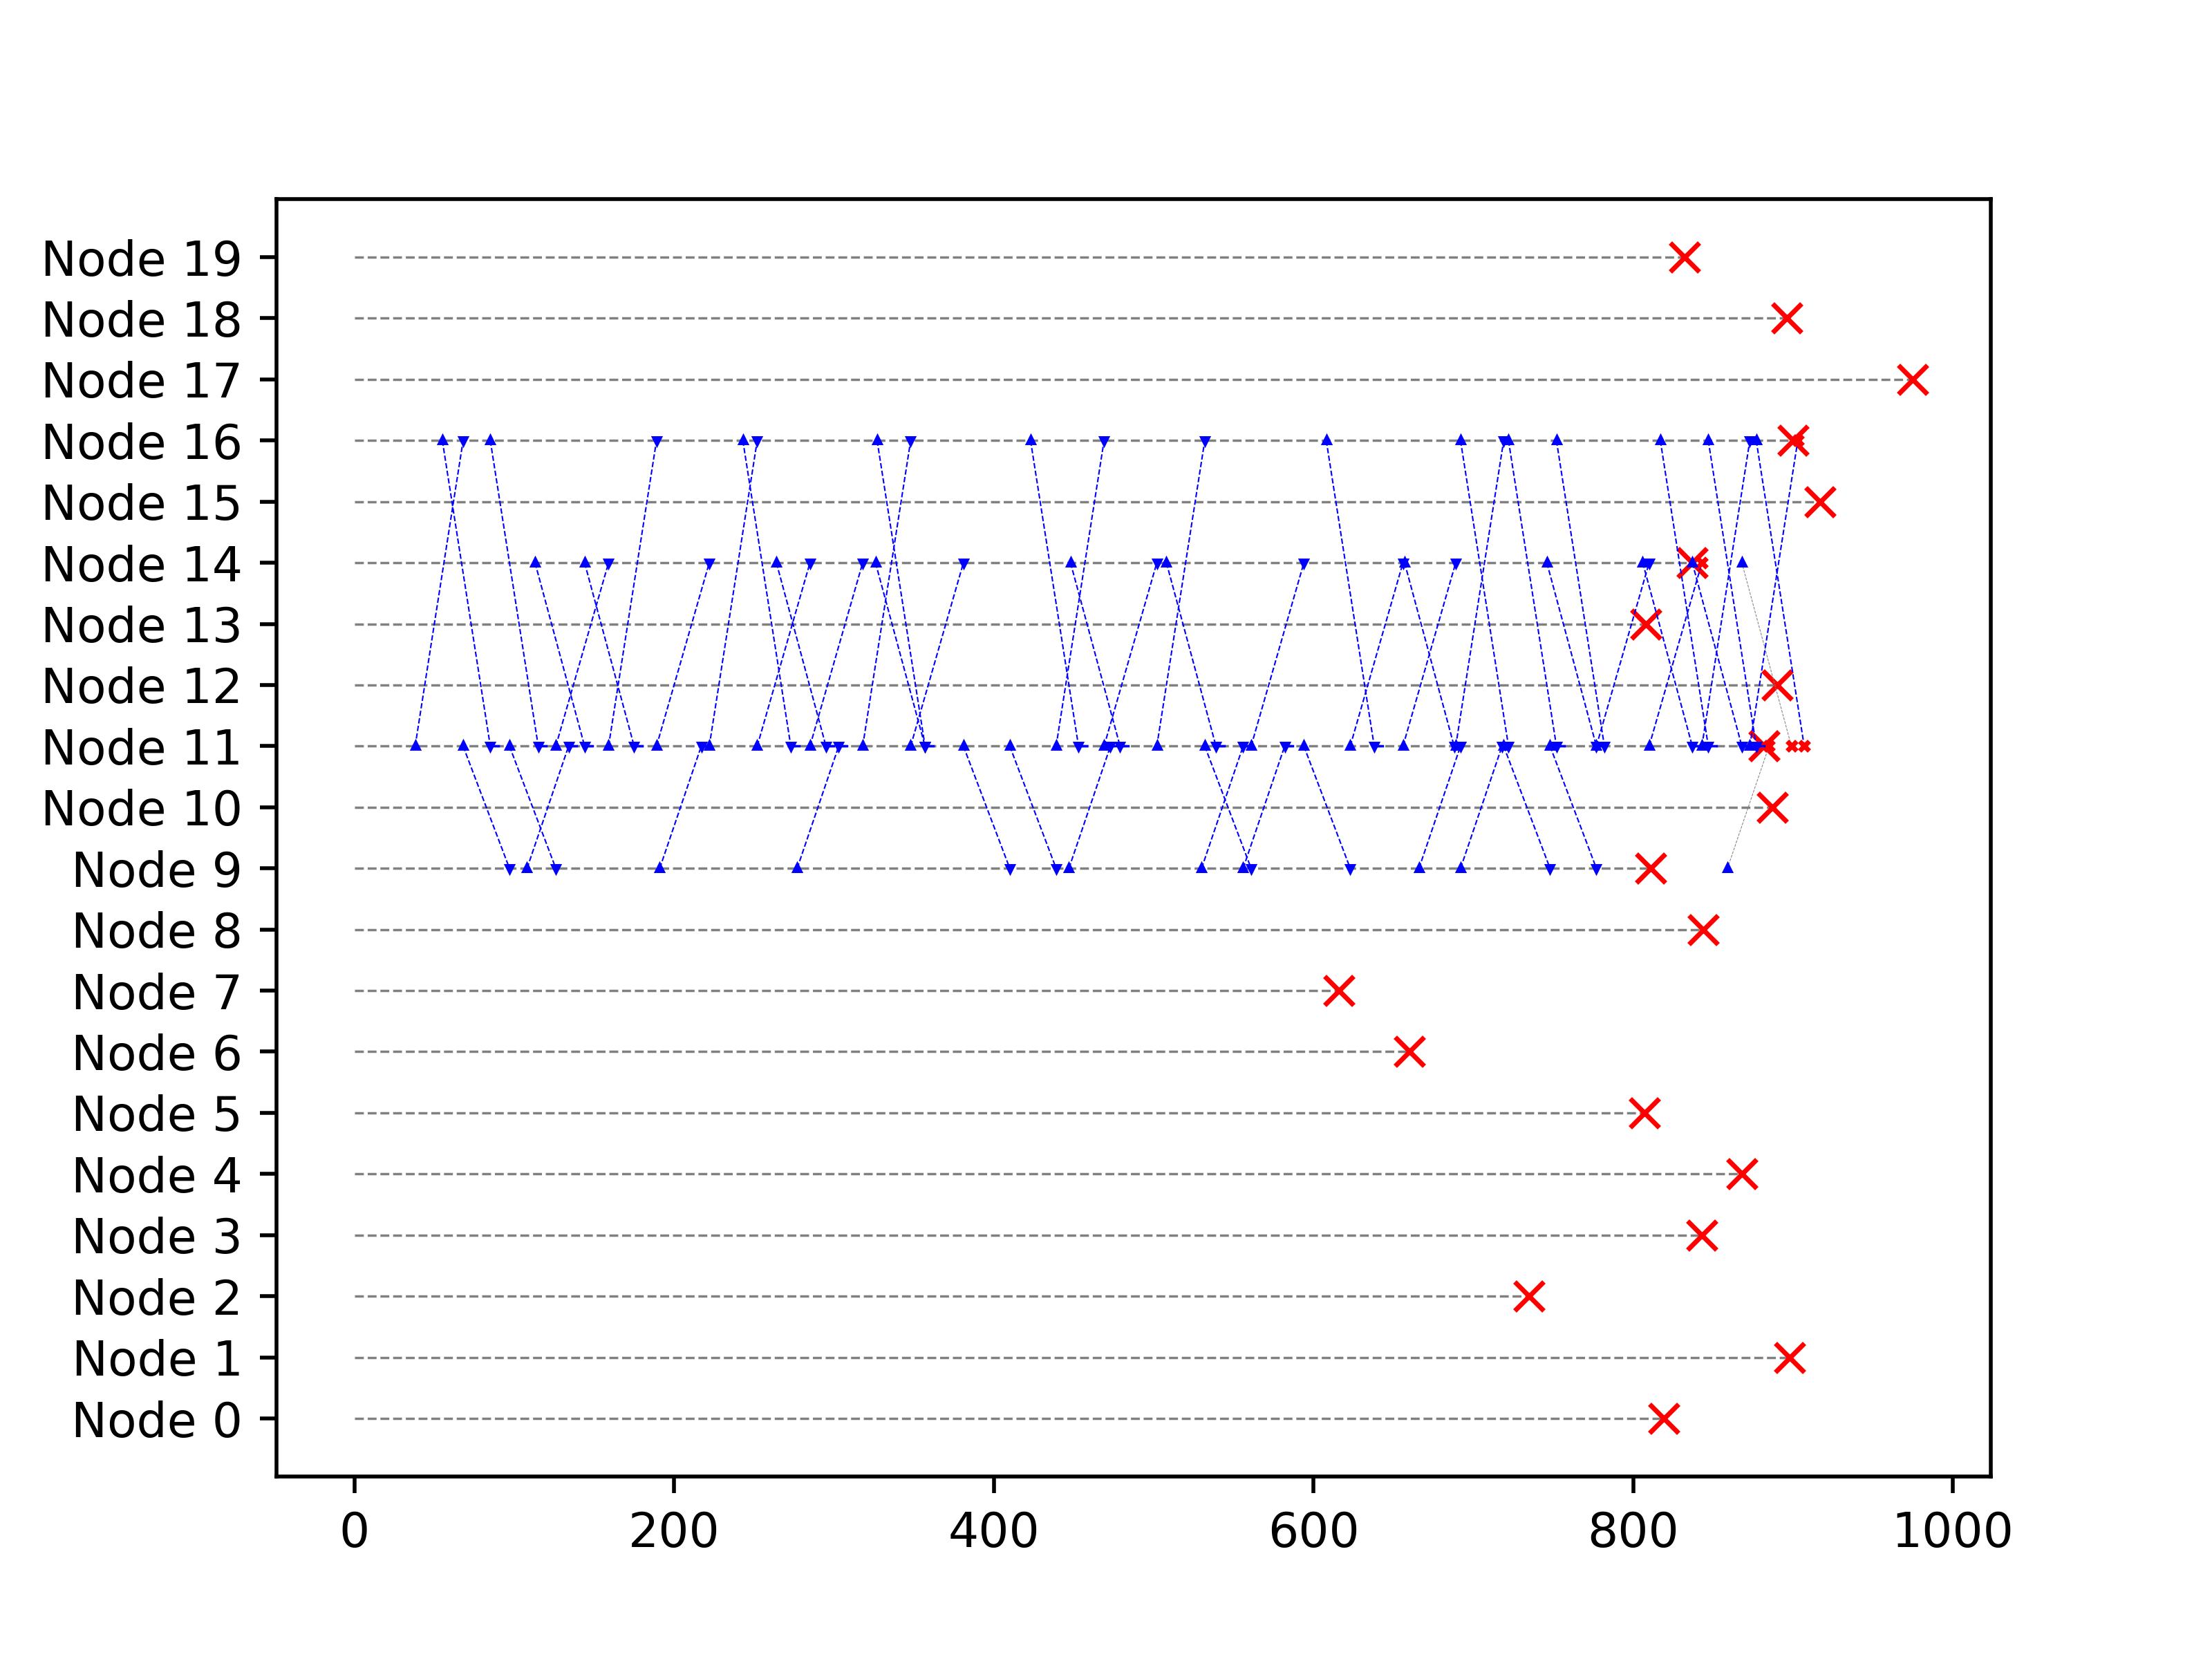 Node 19
Node 18
Node 17
Node 16
Node 15
Node 14
Node 13
Node 12
Node 11
Node 10
Node 9
Node 8
Node 7
Node 6
Node 5
Node 4
Node 3
Node 2
Node 1
Node 0
0 200 400 600 800 1000